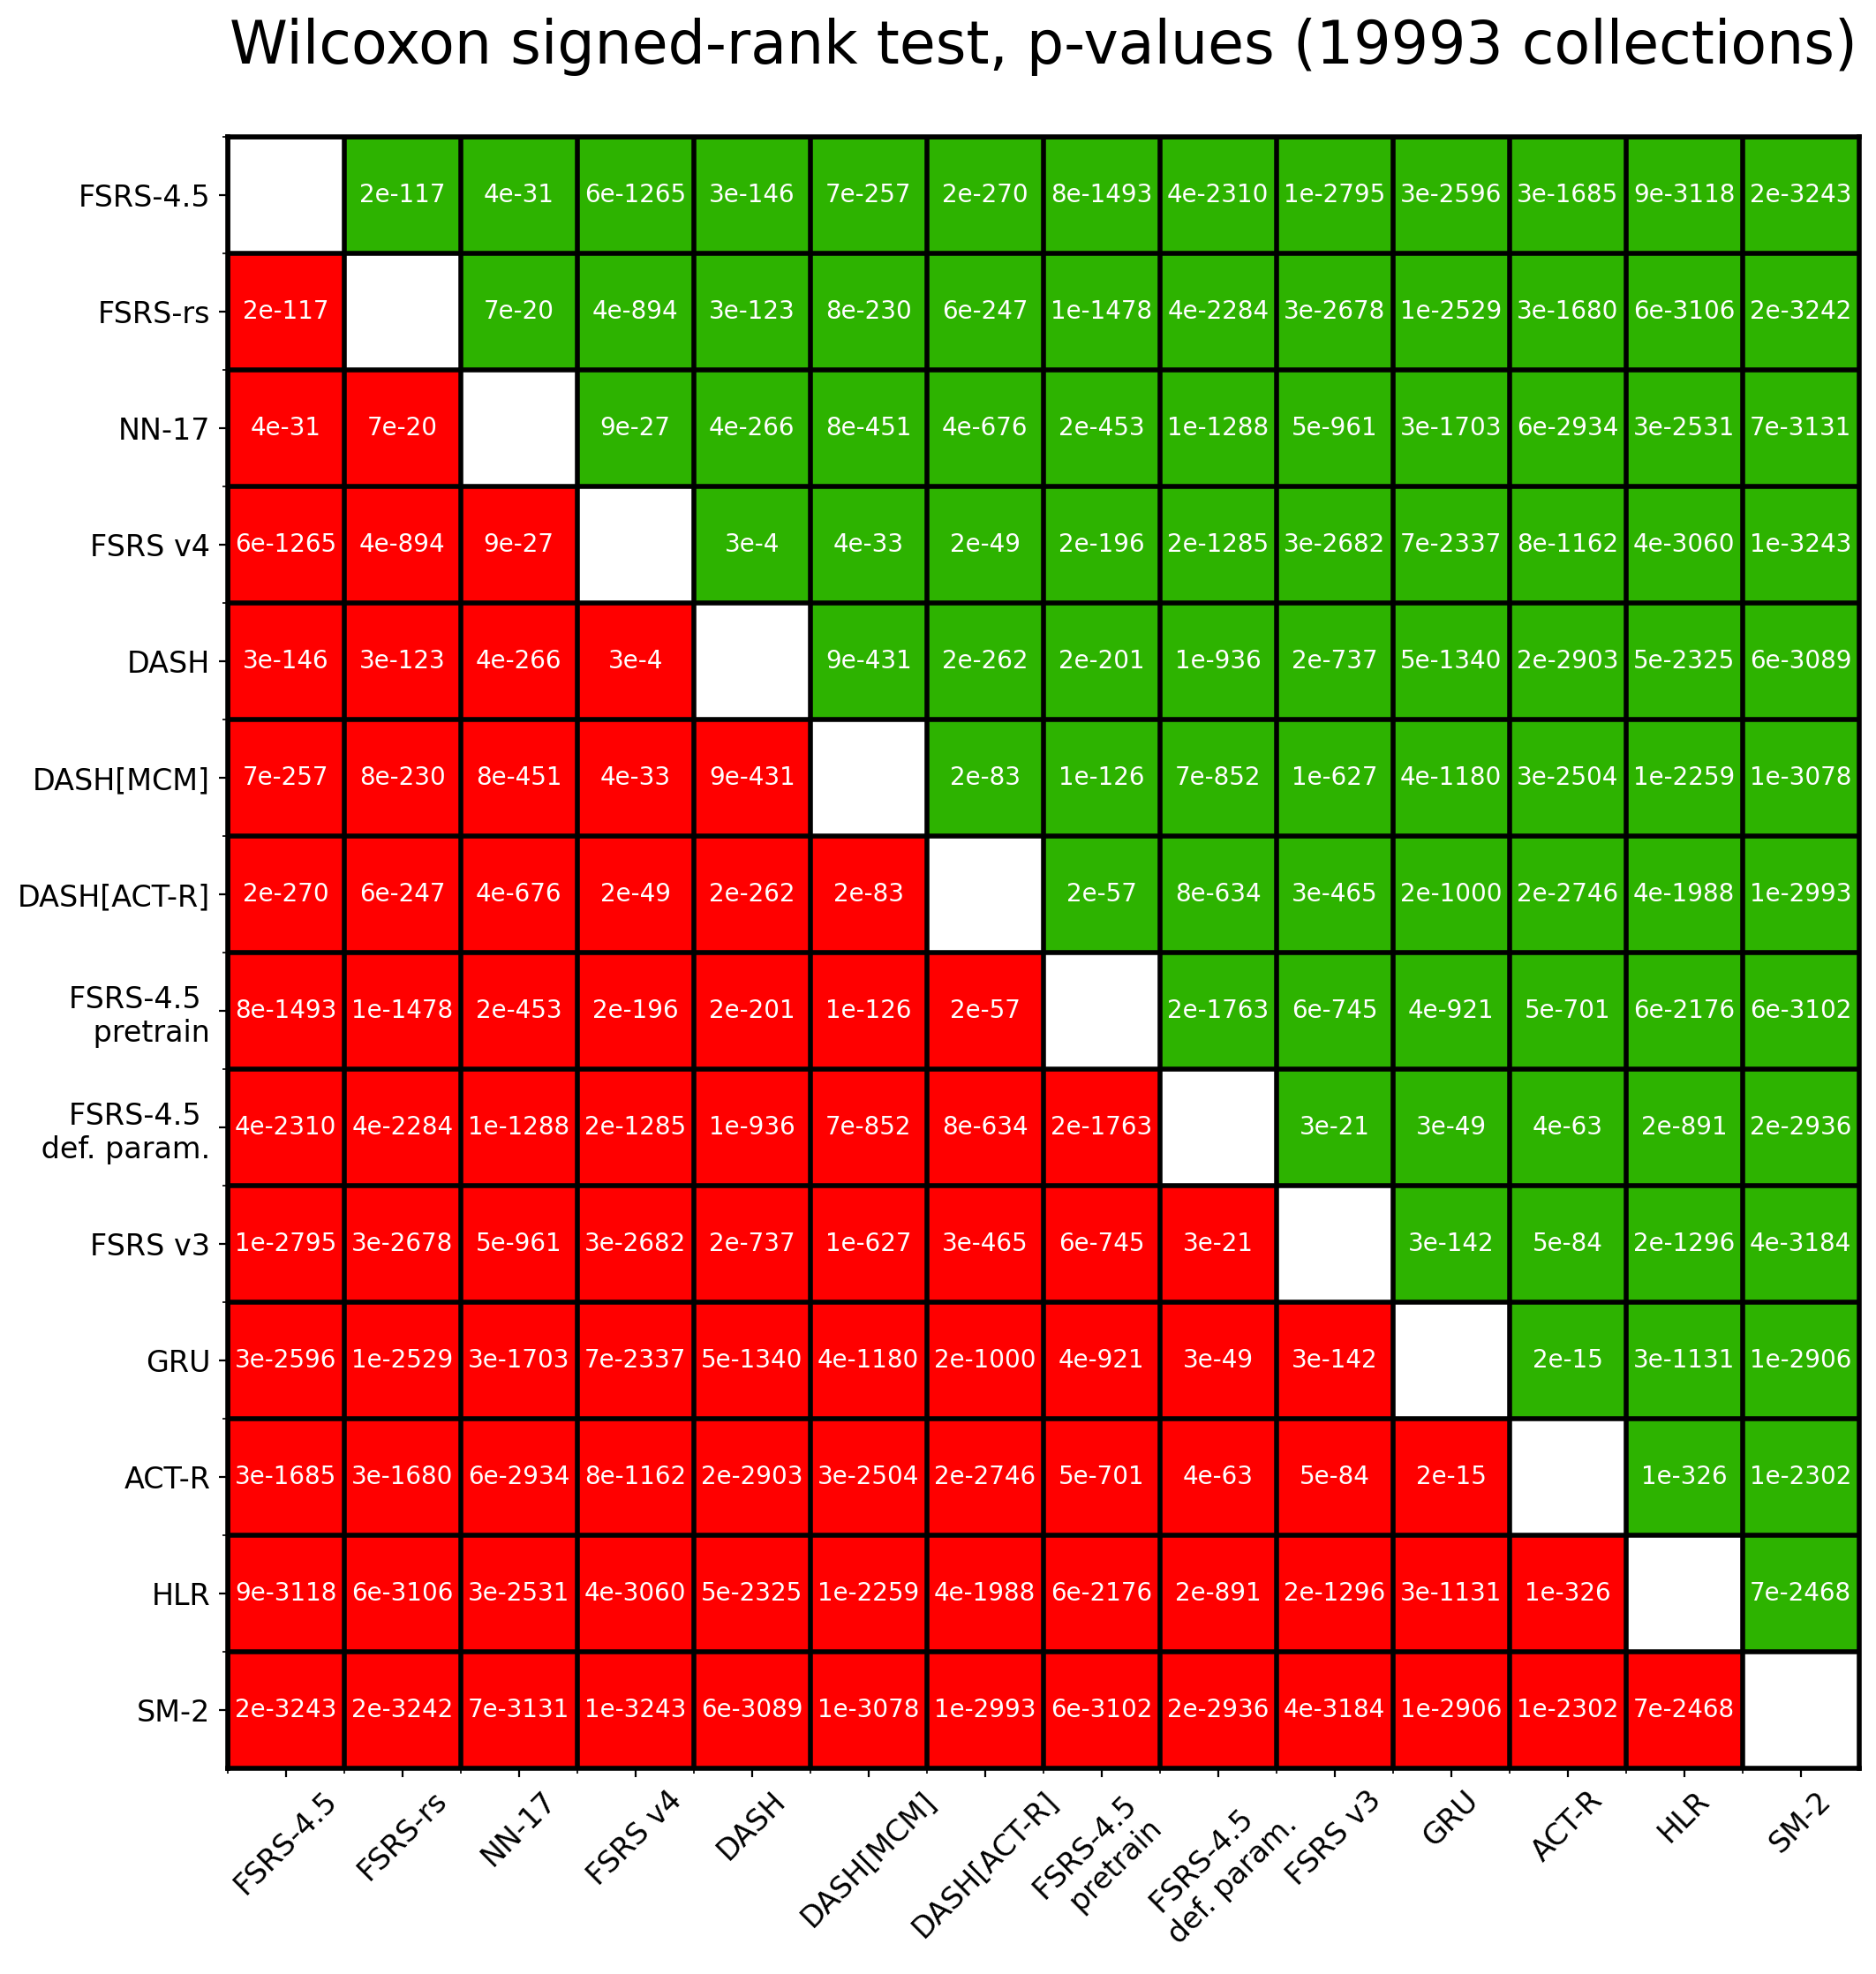 Wilcoxon signed-rank test, p-values (19993 collections)
FSRS-4.5 2e-117 4e-31 6e-1265 3e-146 7e-257 2e-270 8e-1493 4e-2310 1e-2795 3e-2596 3e-1685 9e-3118 2e-3243
FSRS-rs 2e-117 7e-20 4e-894 3e-123 8e-230 6e-247 1e-1478 4e-2284 3e-2678 1e-2529 3e-1680 6e-3106 2e-3242
NN-17 4e-31 7e-20 9e-27 4e-266 8e-451 4e-676 2e-453 1e-1288 5e-961 3e-1703 6e-2934 3e-2531 7e-3131
FSRS v4 6e-1265 4e-894 9e-27 3e-4 4e-33 2e-49 2e-196 2e-1285 3e-2682 7e-2337 8e-1162 4e-3060 1e-3243
DASH 3e-146 3e-123 4e-266 3e-4 9e-431 2e-262 2e-201 1e-936 2e-737 5e-1340 2e-2903 5e-2325 6e-3089
DASH[MCM] 7e-257 8e-230 8e-451 4e-33 9e-431 2e-83 1e-126 7e-852 1e-627 4e-1180 3e-2504 1e-2259 1e-3078
DASH[ACT-R] 2e-270 6e-247 4e-676 2e-49 2e-262 2e-83 2e-57 8e-634 3e-465 2e-1000 2e-2746 4e-1988 1e-2993
FSRS-4.5
pretrain 8e-1493 1e-1478 2e-453 2e-196 2e-201 1e-126 2e-57 2e-1763 6e-745 4e-921 5e-701 6e-2176 6e-3102
FSRS-4.5
def. param. 4e-2310 4e-2284 1e-1288 2e-1285 1e-936 7e-852 8e-634 2e-1763 3e-21 3e-49 4e-63 2e-891 2e-2936
FSRS v3 1e-2795 3e-2678 5e-961 3e-2682 2e-737 1e-627 3e-465 6e-745 3e-21 3e-142 5e-84 2e-1296 4e-3184
GRU 3e-2596 1e-2529 3e-1703 7e-2337 5e-1340 4e-1180 2e-1000 4e-921 3e-49 3e-142 2e-15 3e-1131 1e-2906
ACT-R 3e-1685 3e-1680 6e-2934 8e-1162 2e-2903 3e-2504 2e-2746 5e-701 4e-63 5e-84 2e-15 1e-326 1e-2302
HLR 9e-3118 6e-3106 3e-2531 4e-3060 5e-2325 1e-2259 4e-1988 6e-2176 2e-891 2e-1296 3e-1131 1e-326 7e-2468
SM-2 2e-3243 2e-3242 7e-3131 1e-3243 6e-3089 1e-3078 1e-2993 6e-3102 2e-2936 4e-3184 1e-2906 1e-2302 7e-2468
FSRS-4.5
FSRS-rs
NN-17
FSRS v4
DASH
DASH[MCM]
DASH[ACT-R]
FSRS-4.5
pretrain
FSRS-4.5
def. param.
FSRS v3
GRU
ACT-R
HLR
SM-2